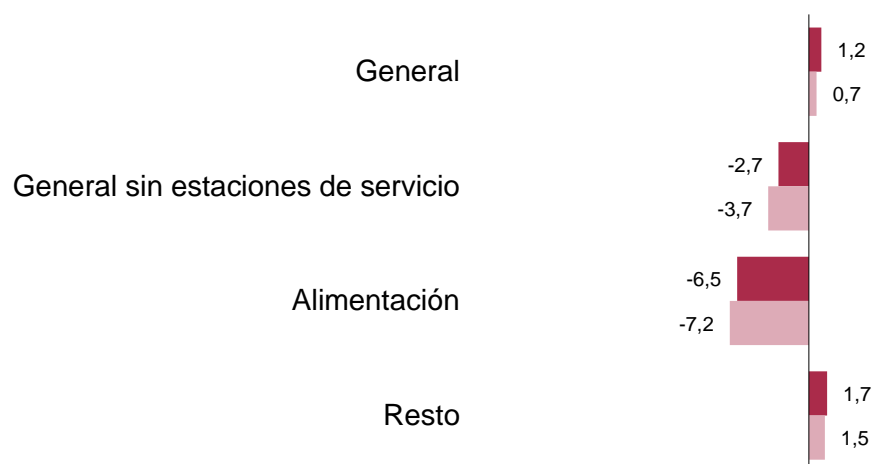 General
1,2
0,7
General sin estaciones de servicio
-2,7
-3,7
Alimentación
-6,5
-7,2
Resto
1,7
1,5